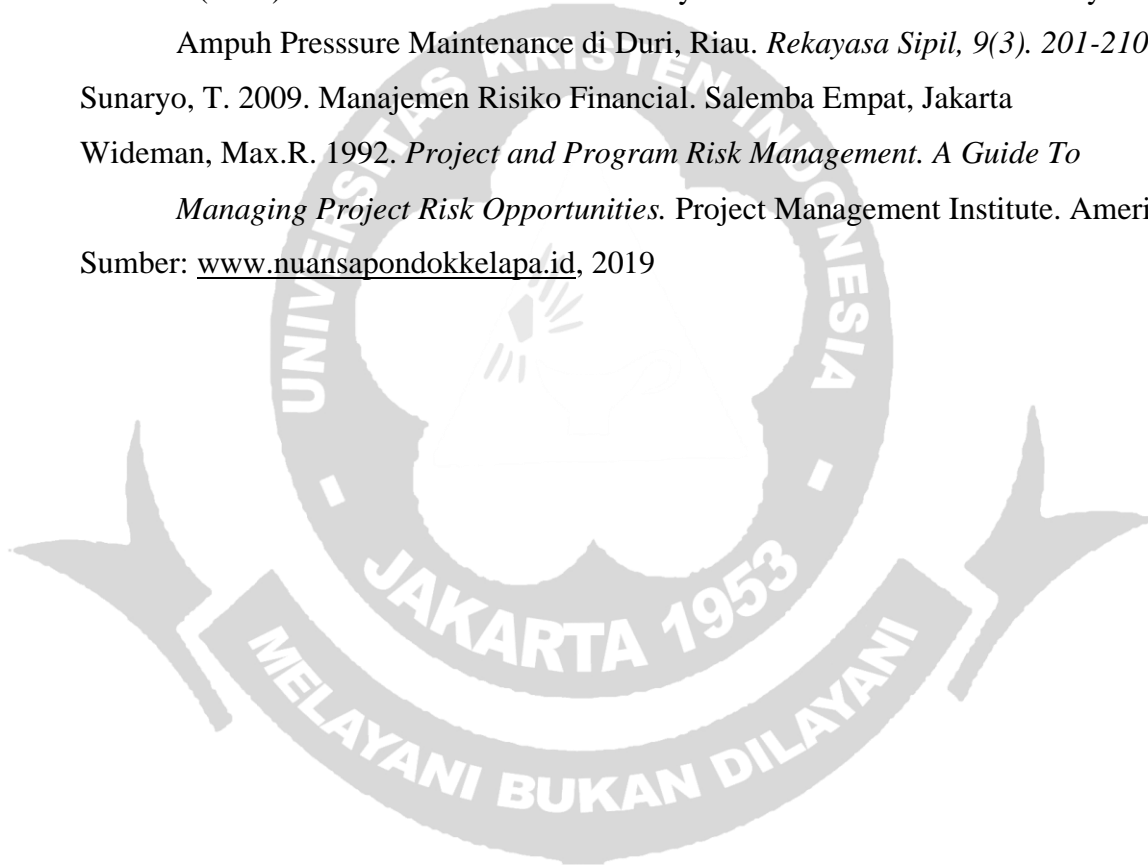 Ampuh Presssure Maintenance di Duri, Riau. Rekayasa Sipil, 9(3). 201-210
Sunaryo, T. 2009. Manajemen Risiko Financial. Salemba Empat, Jakarta
Wideman, Max.R. 1992. Project and Program Risk Management. A Guide To
Managing Project Risk Opportunities. Project Management Institute. Ameri
Sumber: www.nuansapondokkelapa.id, 2019
UNIVERSITAS KRISTEN INDONESIA
JAKARTA 1953
MELAYANI BUKAN DILAYANI